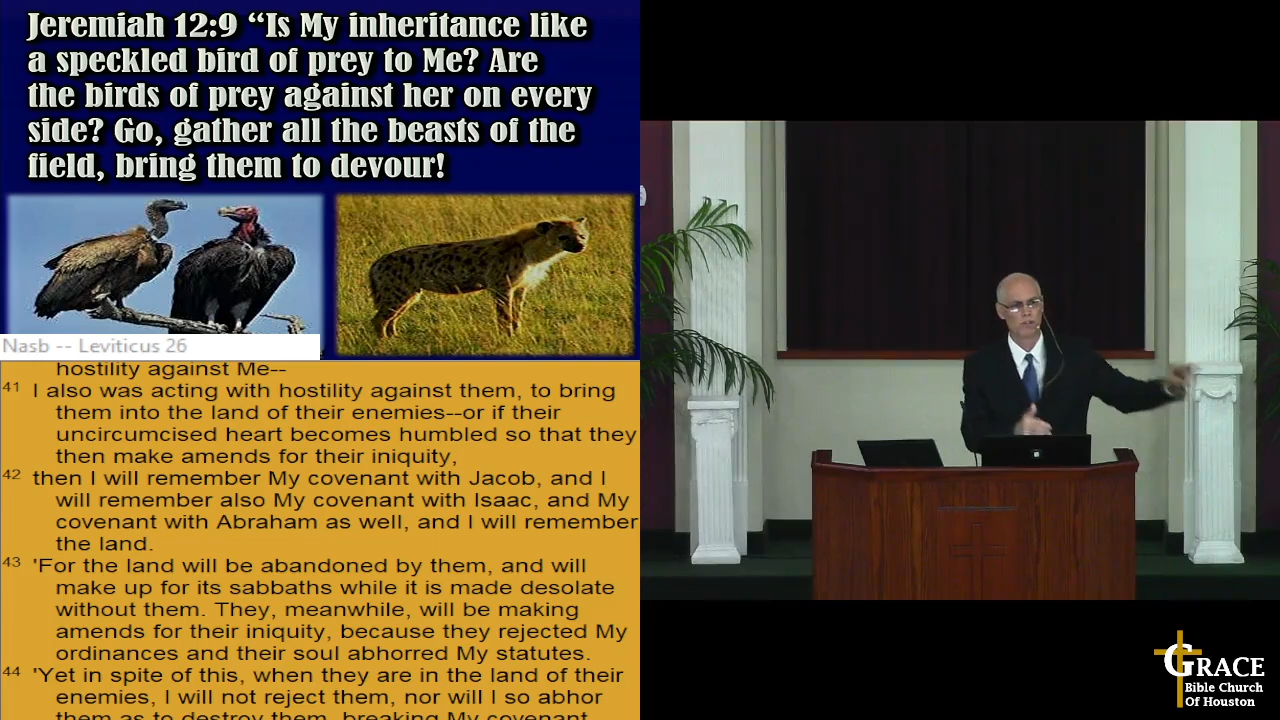 Jeremiah 12:9 “Is My inheritance like
a speckled bird of prey to Me? Are
the birds of prey against her on every
side? Go, gather all the beasts of the
field, bring them to devour!
Nasb -- Leviticus 26
hostility against Me--
41 I also was acting with hostility against them, to bring
them into the land of their enemies--or if their
uncircumcised heart becomes humbled so that they
then make amends for their iniquity,
42 then I will remember My covenant with Jacob, and I
will remember also My covenant with Isaac, and My
covenant with Abraham as well, and I will remember
the land.
43 'For the land will be abandoned by them, and will
make up for its sabbaths while it is made desolate
without them. They, meanwhile, will be making
amends for their iniquity, because they rejected My
ordinances and their soul abhorred My statutes.
44 'Yet in spite of this, when they are in the land of their
enemies, I will not reject them, nor will I so abhor
them as to destroy them, breaking My covenant
GRACE
Bible Church
Of Houston